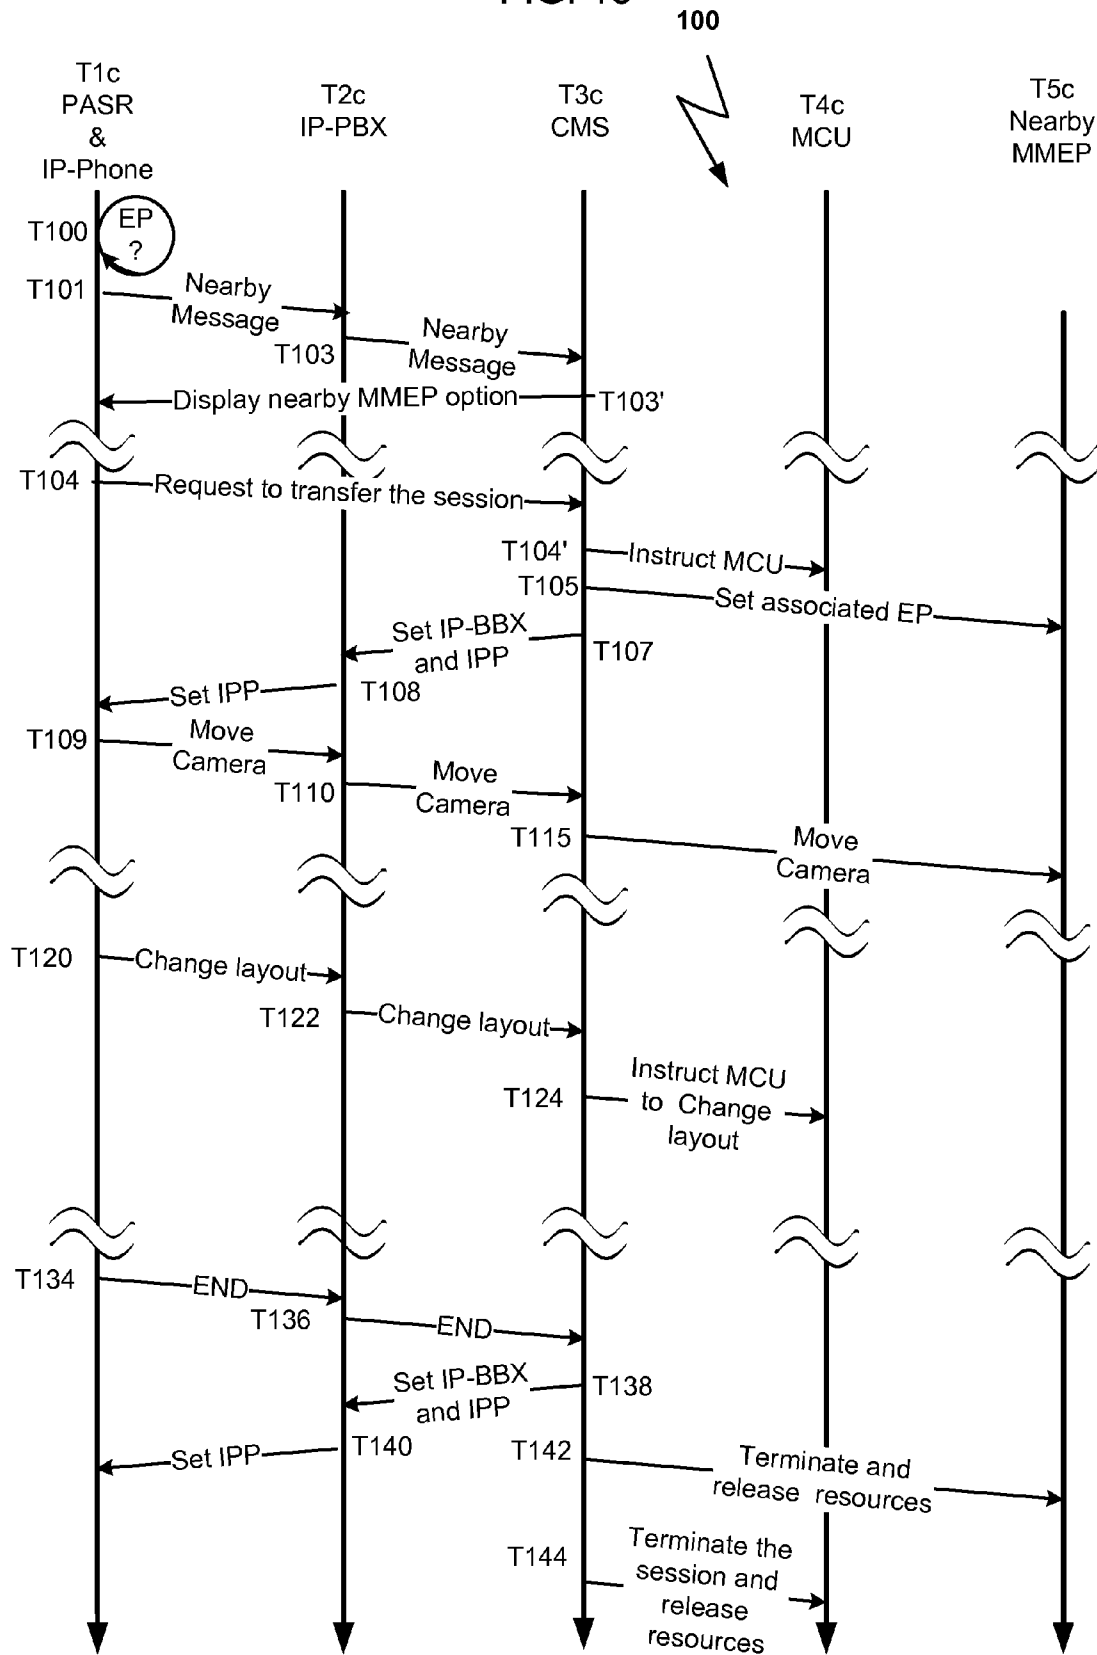 100
T1c
PASR
&
IP-Phone
T2c
IP-PBX
T3c
CMS
T4c
MCU
T5c
Nearby
MMEP
T100
EP
?
T101
Nearby
Message
T103
Nearby
Message
Display nearby MMEP option
T103'
T104
Request to transfer the session
T104'
Instruct MCU
T105
Set associated EP
Set IP-BBX
and IPP
T107
Set IPP
T108
T109
Move
Camera
T110
Move
Camera
T115
Move
Camera
T120
Change layout
T122
Change layout
T124
Instruct MCU
to Change
layout
T134
END
T136
END
Set IP-BBX
and IPP
T138
Set IPP
T140
T142
Terminate and
release resources
T144
Terminate the
session and
release
resources